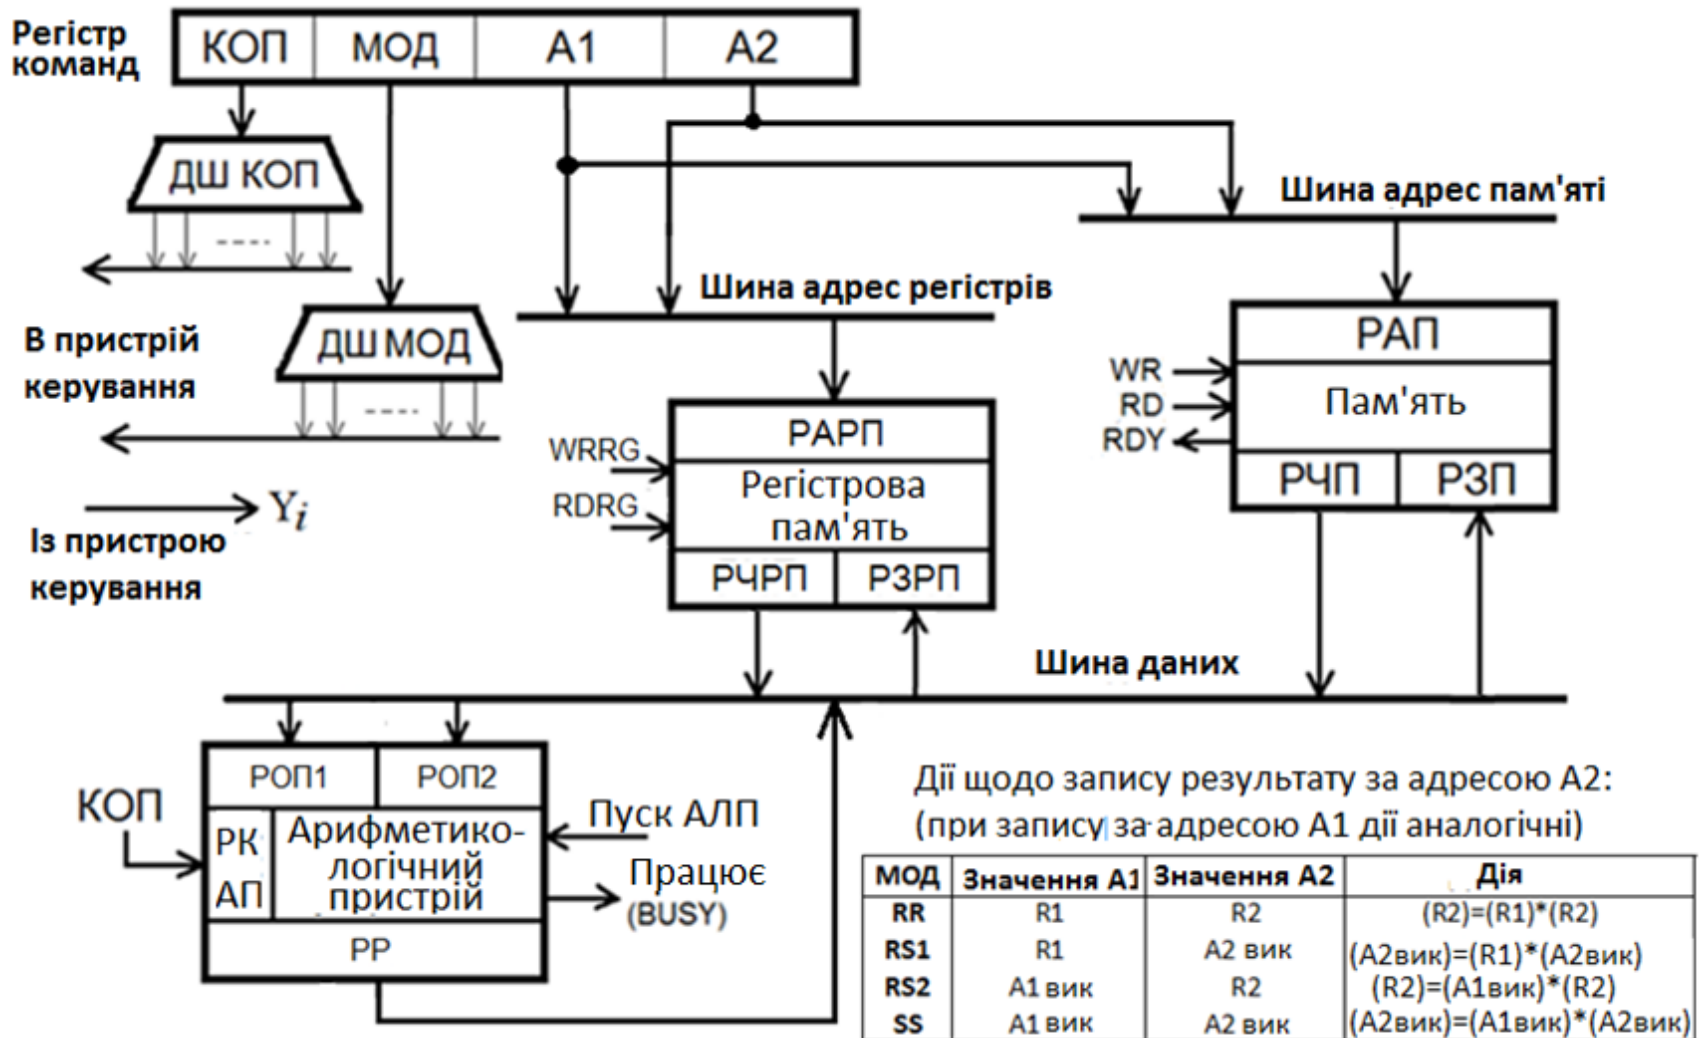 Регістр
команд
КОП МОД А1 А2
ДШ КОП
Шина адрес пам'яті
Шина адрес регістрів
В пристрій
керування
ДШ МОД
РАП
WR
RD
RDY
Пам'ять
РЧП РЗП
РАРП
WRRG
RDRG
Регістрова
пам'ять
РЧРП РЗРП
Yi
Із пристрою
керування
Шина даних
РОП1 РОП2
КОП
РК
АП
Арифметико-
логічний
пристрій
РР
Пуск АЛП
Працює
(BUSY)
Дії щодо запису результату за адресою А2:
(при запису за адресою А1 дії аналогічні)
МОД Значення А1 Значення А2 Дія
RR R1 R2 (R2)=(R1)*(R2)
RS1 R1 А2 вик (А2вик)=(R1)*(А2вик)
RS2 А1 вик R2 (R2)=(А1вик)*(R2)
SS А1 вик А2 вик (А2вик)=(А1вик)*(А2вик)